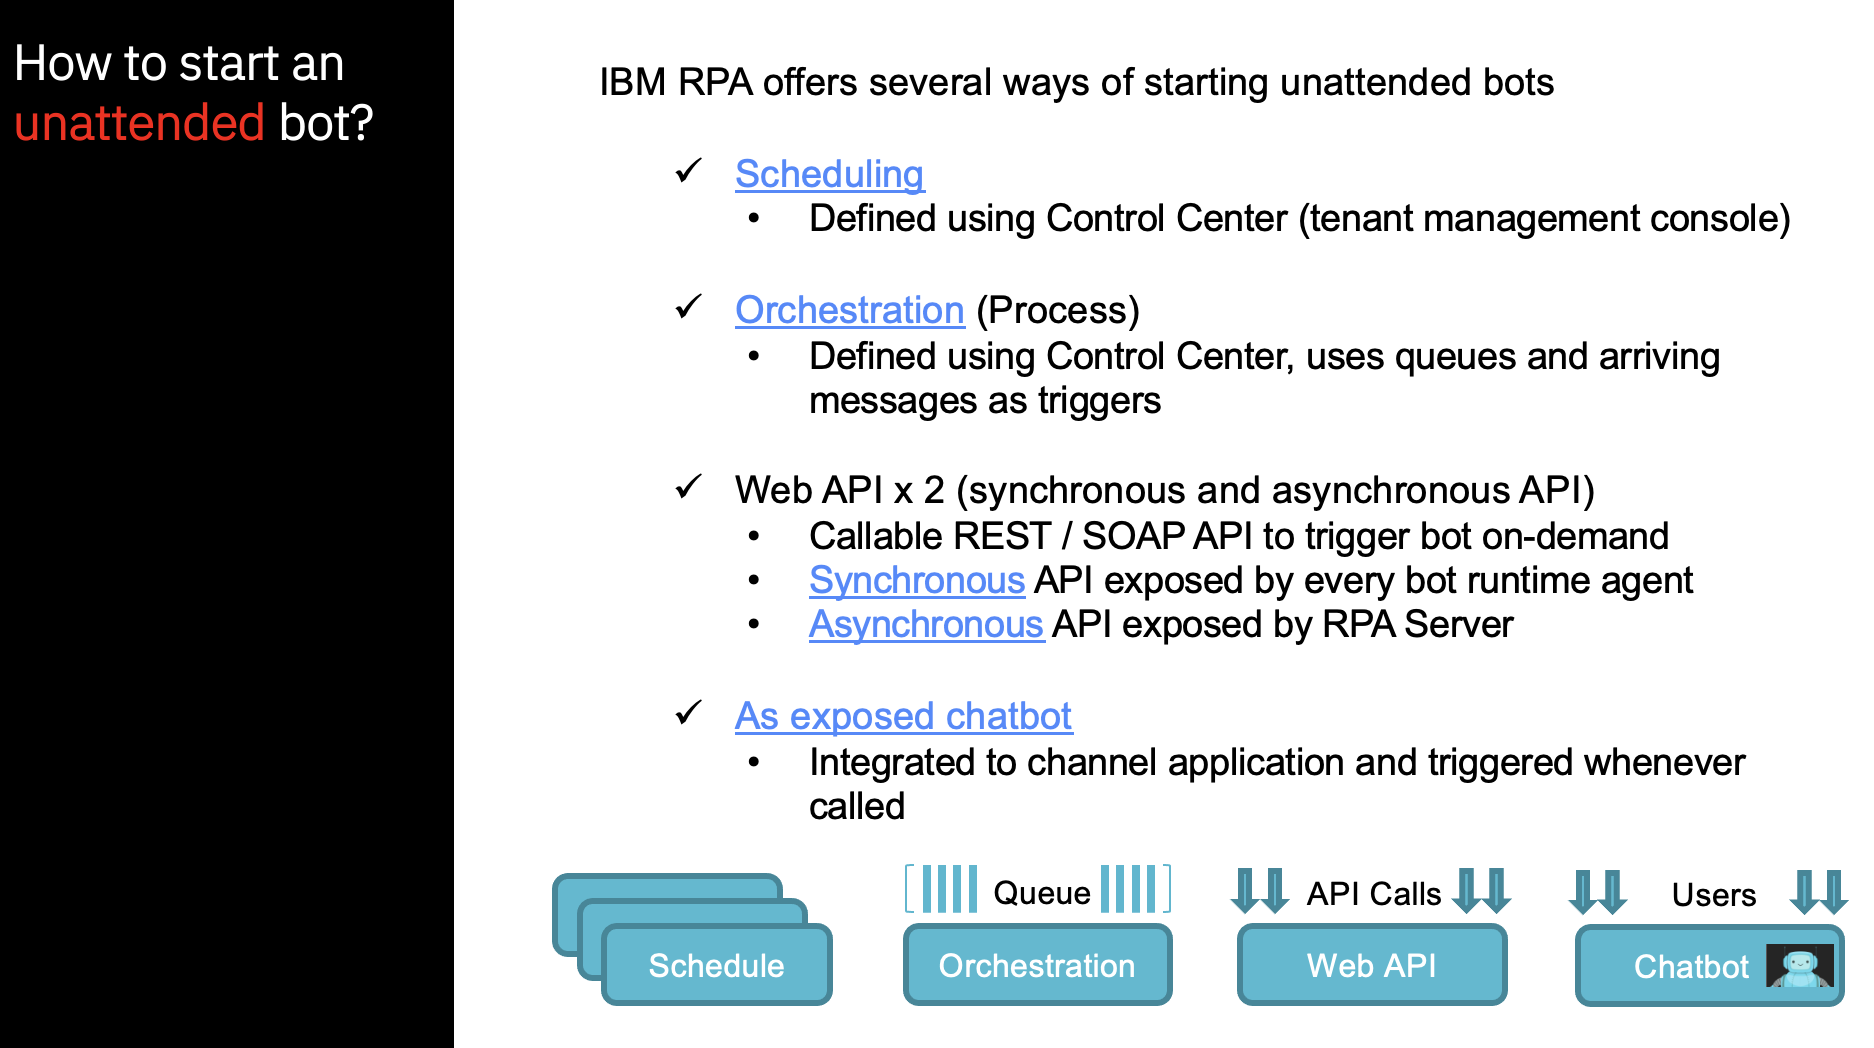 How to start an
unattended bot?
IBM RPA offers several ways of starting unattended bots
✓ Scheduling
• Defined using Control Center (tenant management console)
✓ Orchestration (Process)
• Defined using Control Center, uses queues and arriving
messages as triggers
✓ Web API x 2 (synchronous and asynchronous API)
• Callable REST / SOAP API to trigger bot on-demand
• Synchronous API exposed by every bot runtime agent
• Asynchronous API exposed by RPA Server
✓ As exposed chatbot
• Integrated to channel application and triggered whenever
called
Queue
API Calls
Users
Schedule
Orchestration
Web API
Chatbot